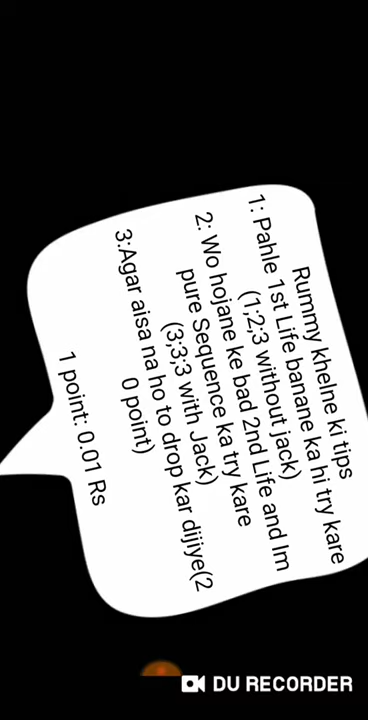 Rummy khelne ki tips
1: Pahle 1st Life banane ka hi try kare
(1;2;3 without jack)
2: Wo hojane ke bad 2nd Life and Im
pure Sequence ka try kare
(3;3;3 with Jack)
3:Agar aisa na ho to drop kar dijiye(2
0 point)
1 point: 0.01 Rs
DU RECORDER